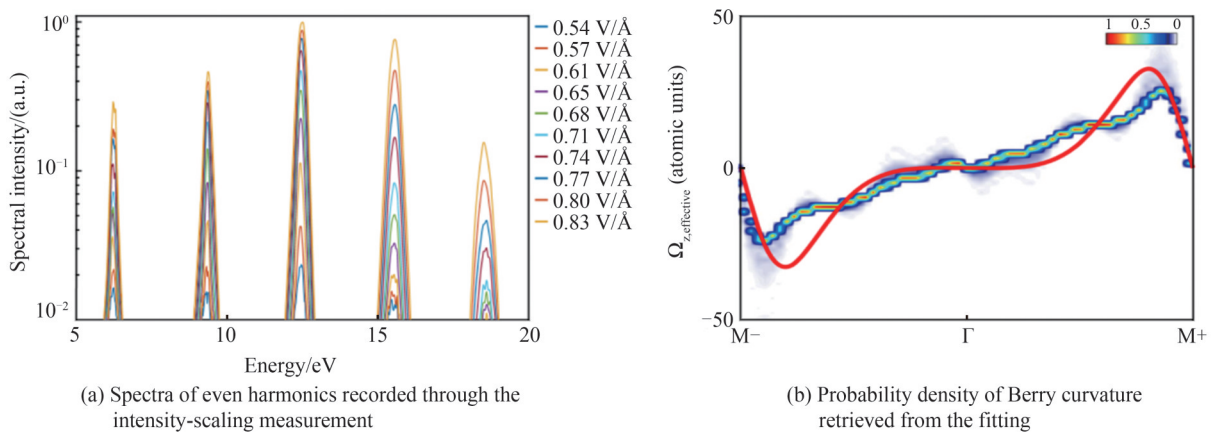 10⁰
10⁻¹
10⁻²
Spectral intensity/(a.u.)
5 10 15 20
Energy/eV
0.54 V/Å
0.57 V/Å
0.61 V/Å
0.65 V/Å
0.68 V/Å
0.71 V/Å
0.74 V/Å
0.77 V/Å
0.80 V/Å
0.83 V/Å
(a) Spectra of even harmonics recorded through the
intensity-scaling measurement
50
0
−50
Ωz,effective (atomic units)
1 0.5 0
M− Γ M+
(b) Probability density of Berry curvature
retrieved from the fitting